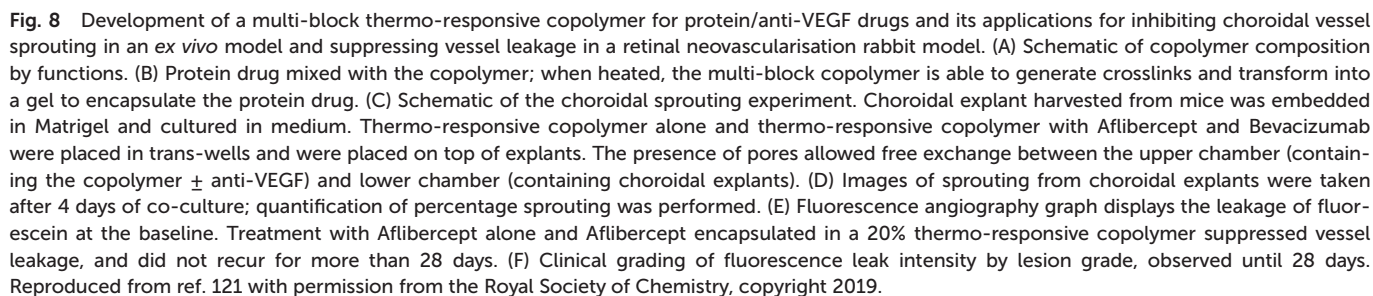 Fig. 8 Development of a multi-block thermo-responsive copolymer for protein/anti-VEGF drugs and its applications for inhibiting choroidal vessel
sprouting in an ex vivo model and suppressing vessel leakage in a retinal neovascularisation rabbit model. (A) Schematic of copolymer composition
by functions. (B) Protein drug mixed with the copolymer; when heated, the multi-block copolymer is able to generate crosslinks and transform into
a gel to encapsulate the protein drug. (C) Schematic of the choroidal sprouting experiment. Choroidal explant harvested from mice was embedded
in Matrigel and cultured in medium. Thermo-responsive copolymer alone and thermo-responsive copolymer with Aflibercept and Bevacizumab
were placed in trans-wells and were placed on top of explants. The presence of pores allowed free exchange between the upper chamber (contain-
ing the copolymer ± anti-VEGF) and lower chamber (containing choroidal explants). (D) Images of sprouting from choroidal explants were taken
after 4 days of co-culture; quantification of percentage sprouting was performed. (E) Fluorescence angiography graph displays the leakage of fluor-
escein at the baseline. Treatment with Aflibercept alone and Aflibercept encapsulated in a 20% thermo-responsive copolymer suppressed vessel
leakage, and did not recur for more than 28 days. (F) Clinical grading of fluorescence leak intensity by lesion grade, observed until 28 days.
Reproduced from ref. 121 with permission from the Royal Society of Chemistry, copyright 2019.